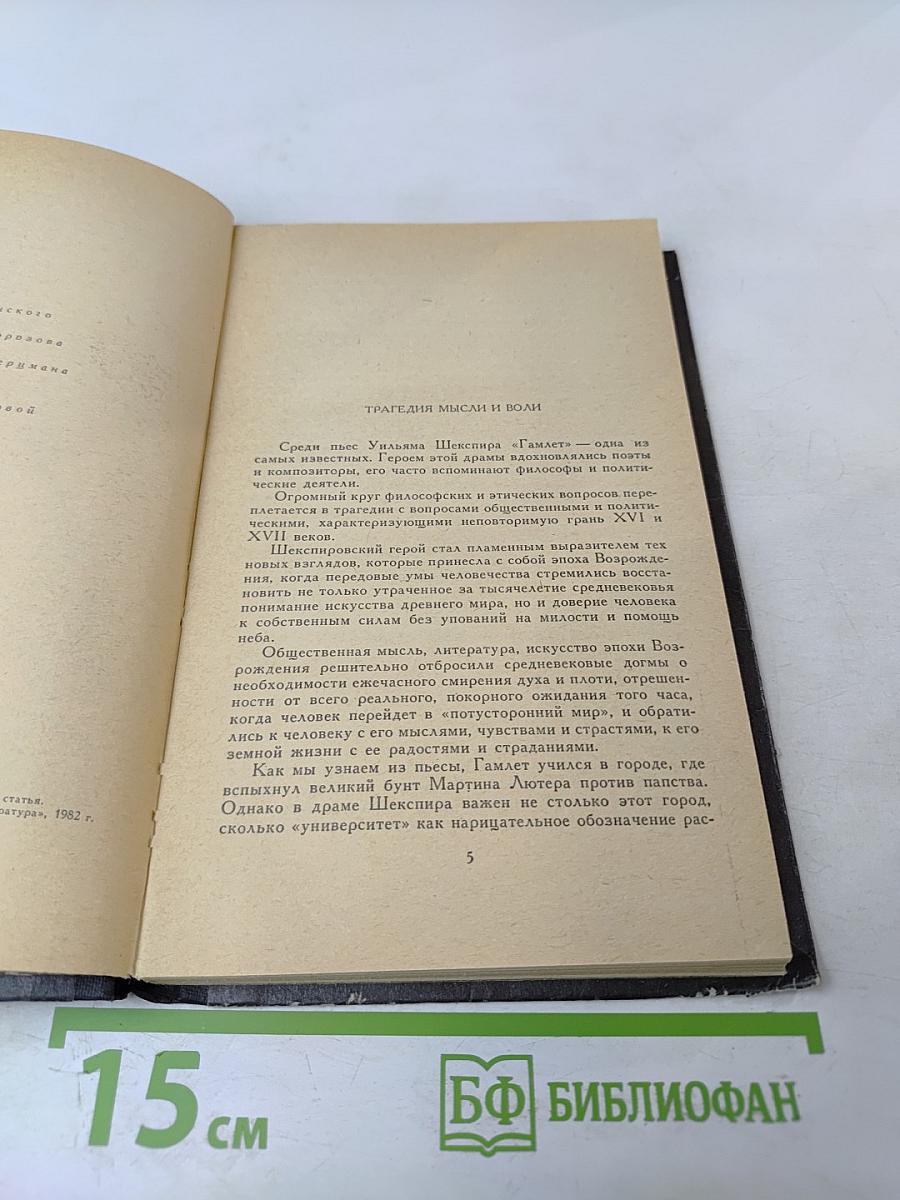 статья.
1982 г.
ТРАГЕДИЯ МЫСЛИ И ВОЛИ
Среди пьес Уильяма Шекспира «Гамлет» — одна из
самых известных. Героем этой драмы вдохновлялись поэты
и композиторы, его часто вспоминают философы и полити-
ческие деятели.
Огромный круг философских и этических вопросов пере-
плетается в трагедии с вопросами общественными и полити-
ческими, характеризующими неповторимую грань XVI и
XVII веков.
Шекспировский герой стал пламенным выразителем тех
новых взглядов, которые принесла с собой эпоха Возрожде-
ния, когда передовые умы человечества стремились восста-
новить не только утраченное за тысячелетие средневековья
понимание искусства древнего мира, но и доверие человека
к собственным силам без упований на милости и помощь
неба.
Общественная мысль, литература, искусство эпохи Воз-
рождения решительно отбросили средневековые догмы о
необходимости ежечасного смирения духа и плоти, отрешен-
ности от всего реального, покорного ожидания того часа,
когда человек перейдет в «потусторонний мир», и обрати-
лись к человеку с его мыслями, чувствами и страстями, к его
земной жизни с ее радостями и страданиями.
Как мы узнаем из пьесы, Гамлет учился в городе, где
вспыхнул великий бунт Мартина Лютера против папства.
Однако в драме Шекспира важен не столько этот город,
сколько «университет» как нарицательное обозначение рас-
5
15 см
БФ БИБЛИОФАН